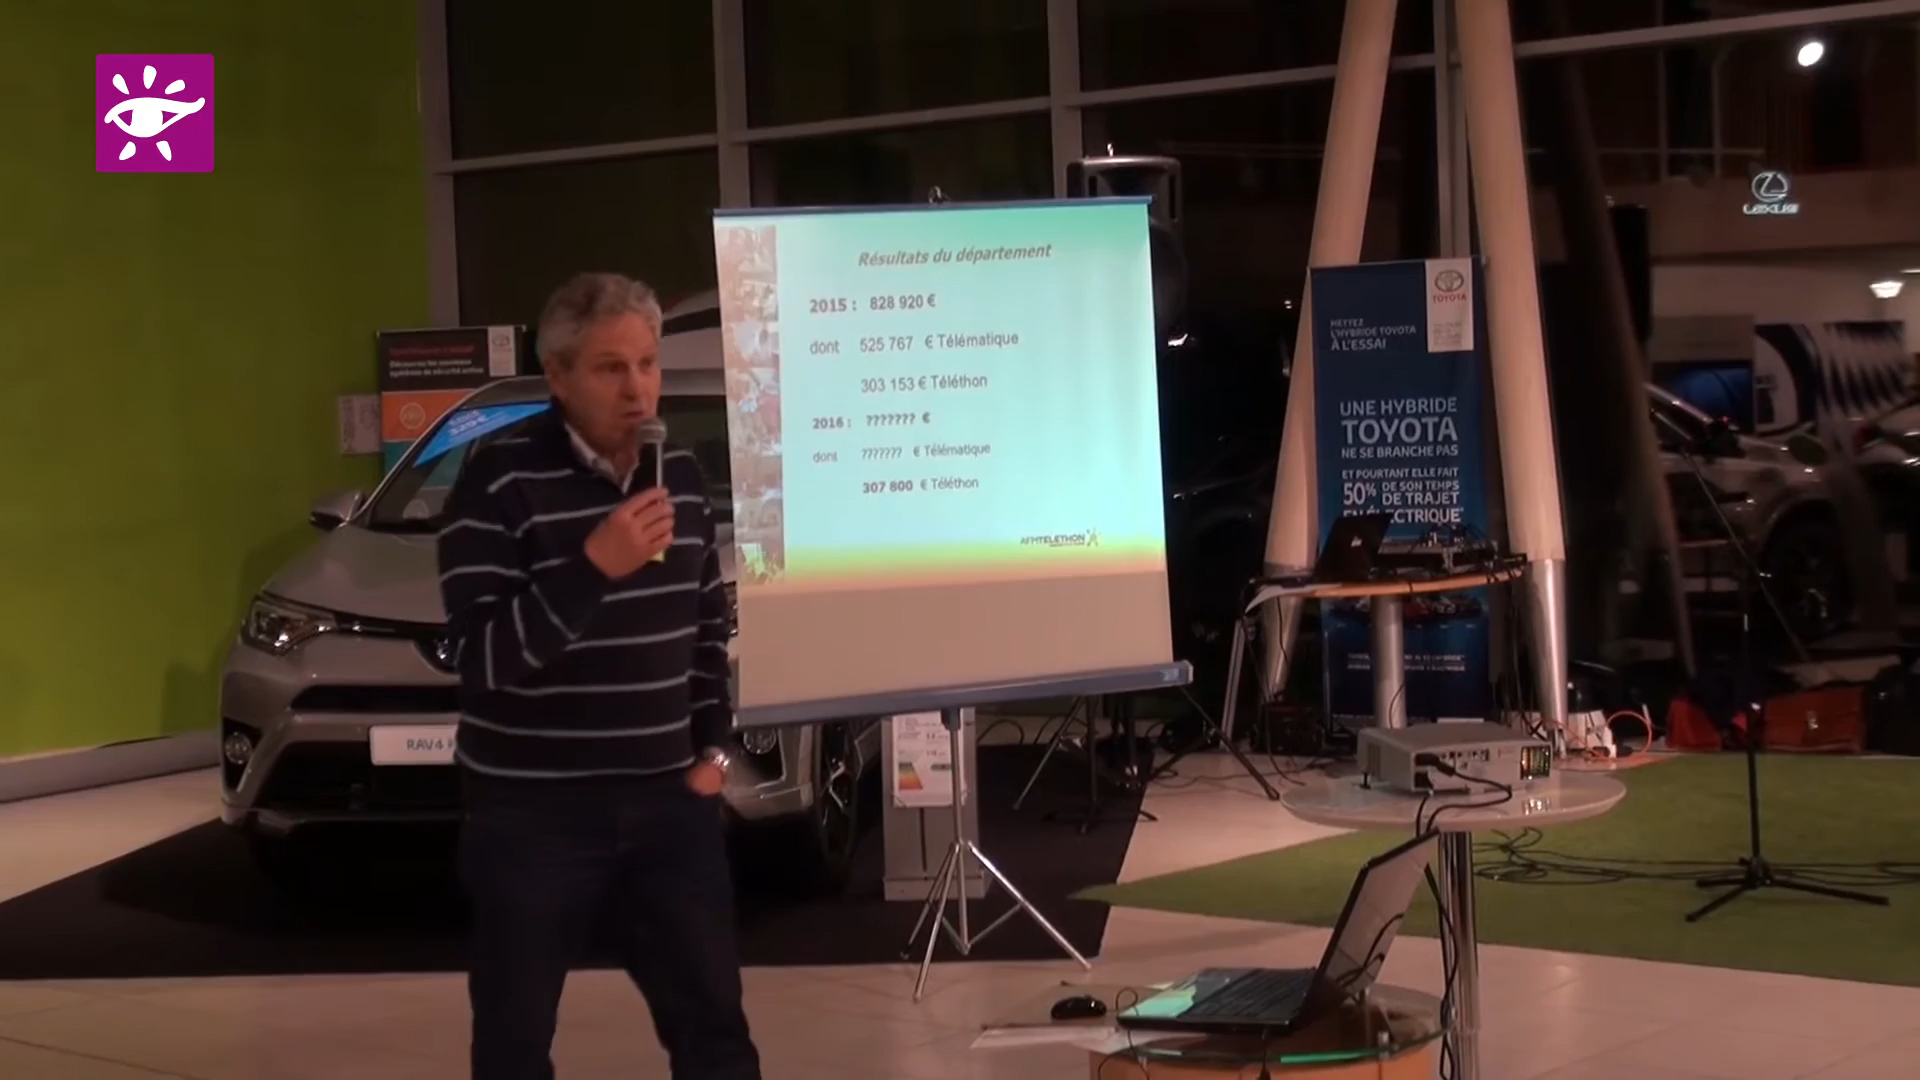 Résultats du département
2015 : 828 920 €
dont 525 767 € Télématique
303 153 € Téléthon
2016 : ??????? €
dont ??????? € Télématique
307 800 € Téléthon
AFMTELETHON
LEXUS
TOYOTA
METTEZ
L'HYBRIDE TOYOTA
À L'ESSAI
UNE HYBRIDE
TOYOTA
NE SE BRANCHE PAS
ET POURTANT ELLE FAIT
50% DE SON TEMPS
DE TRAJET
EN ÉLECTRIQUE*
RAV4